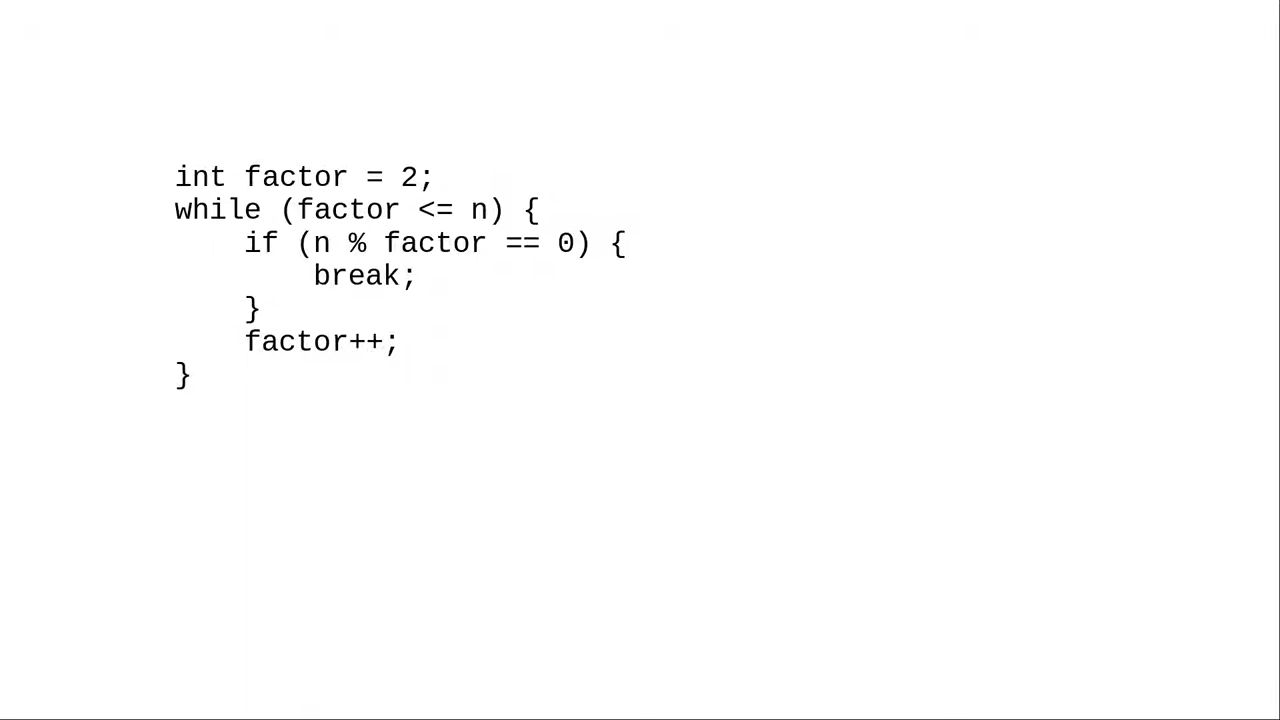 int factor = 2;
while (factor <= n) {
    if (n % factor == 0) {
        break;
    }
    factor++;
}